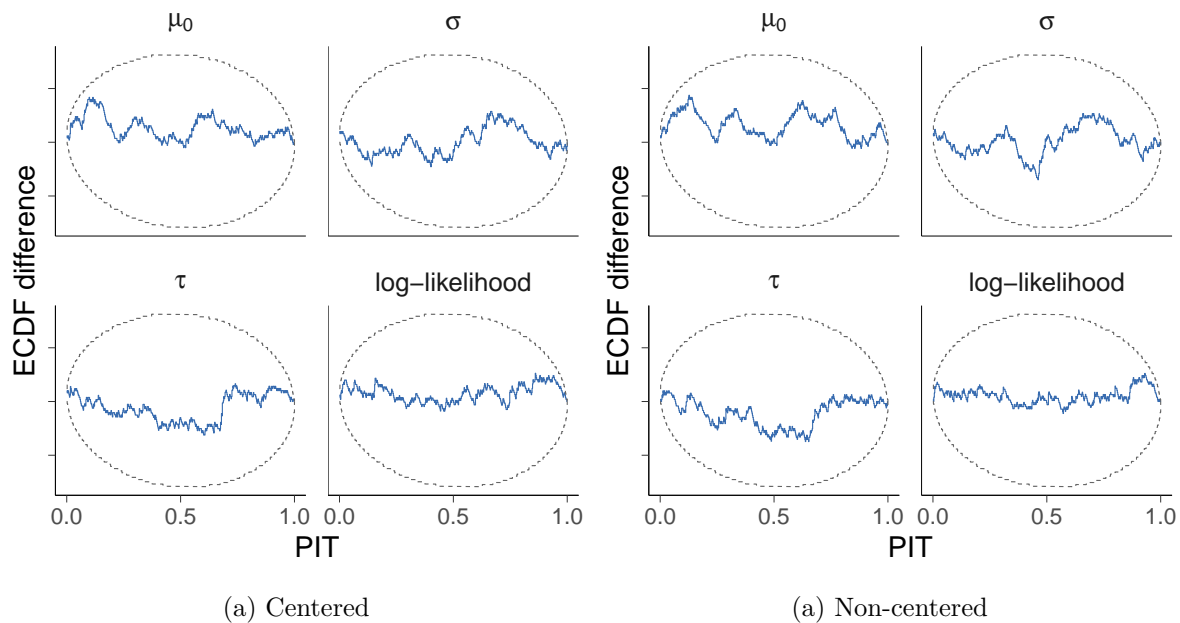 μ₀
σ
τ
log−likelihood
ECDF difference
0.0 0.5 1.0
0.0 0.5 1.0
PIT
(a) Centered
μ₀
σ
τ
log−likelihood
ECDF difference
0.0 0.5 1.0
0.0 0.5 1.0
PIT
(a) Non-centered